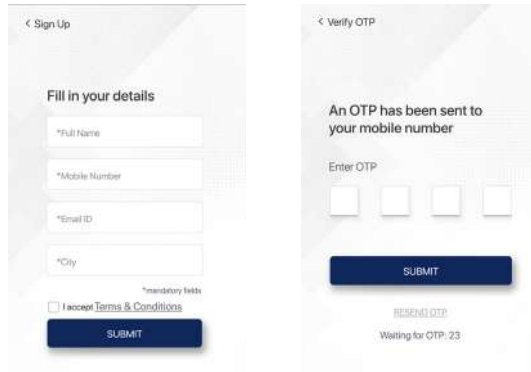 < Sign Up
Fill in your details
*Full Name
*Mobile Number
*Email ID
*City
*mandatory fields
I accept Terms & Conditions
SUBMIT
< Verify OTP
An OTP has been sent to
your mobile number
Enter OTP
SUBMIT
RESEND OTP
Waiting for OTP: 23